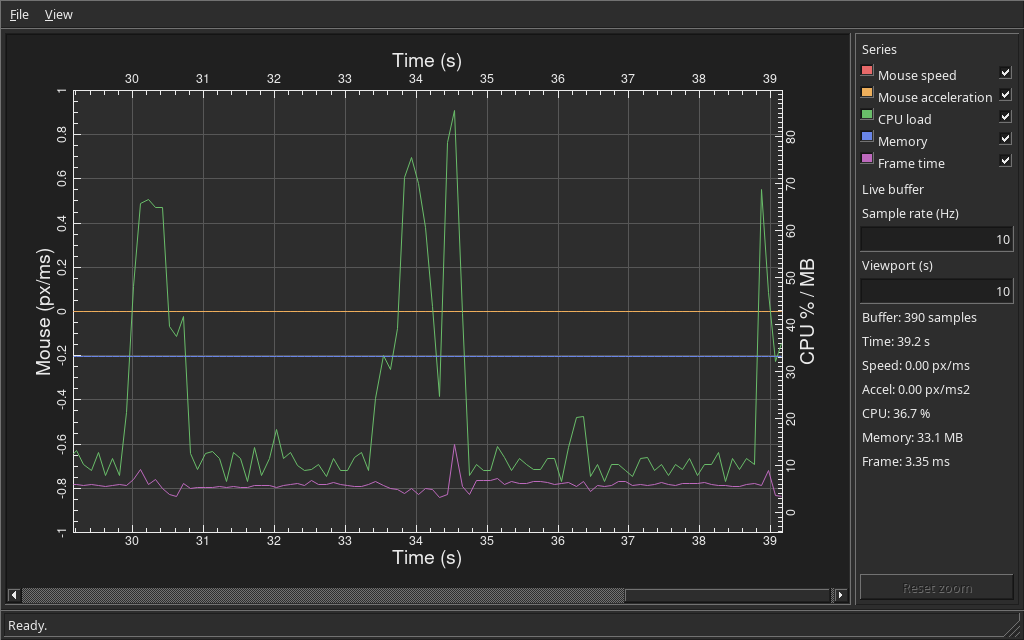 File View
Time (s)
30 31 32 33 34 35 36 37 38 39
Mouse (px/ms)
1
0.8
0.6
0.4
0.2
0
-0.2
-0.4
-0.6
-0.8
-1
80
70
60
50
40
30
20
10
0
CPU % / MB
30 31 32 33 34 35 36 37 38 39
Time (s)
Series
Mouse speed
Mouse acceleration
CPU load
Memory
Frame time
Live buffer
Sample rate (Hz)
10
Viewport (s)
10
Buffer: 390 samples
Time: 39.2 s
Speed: 0.00 px/ms
Accel: 0.00 px/ms2
CPU: 36.7 %
Memory: 33.1 MB
Frame: 3.35 ms
Reset zoom
Ready.